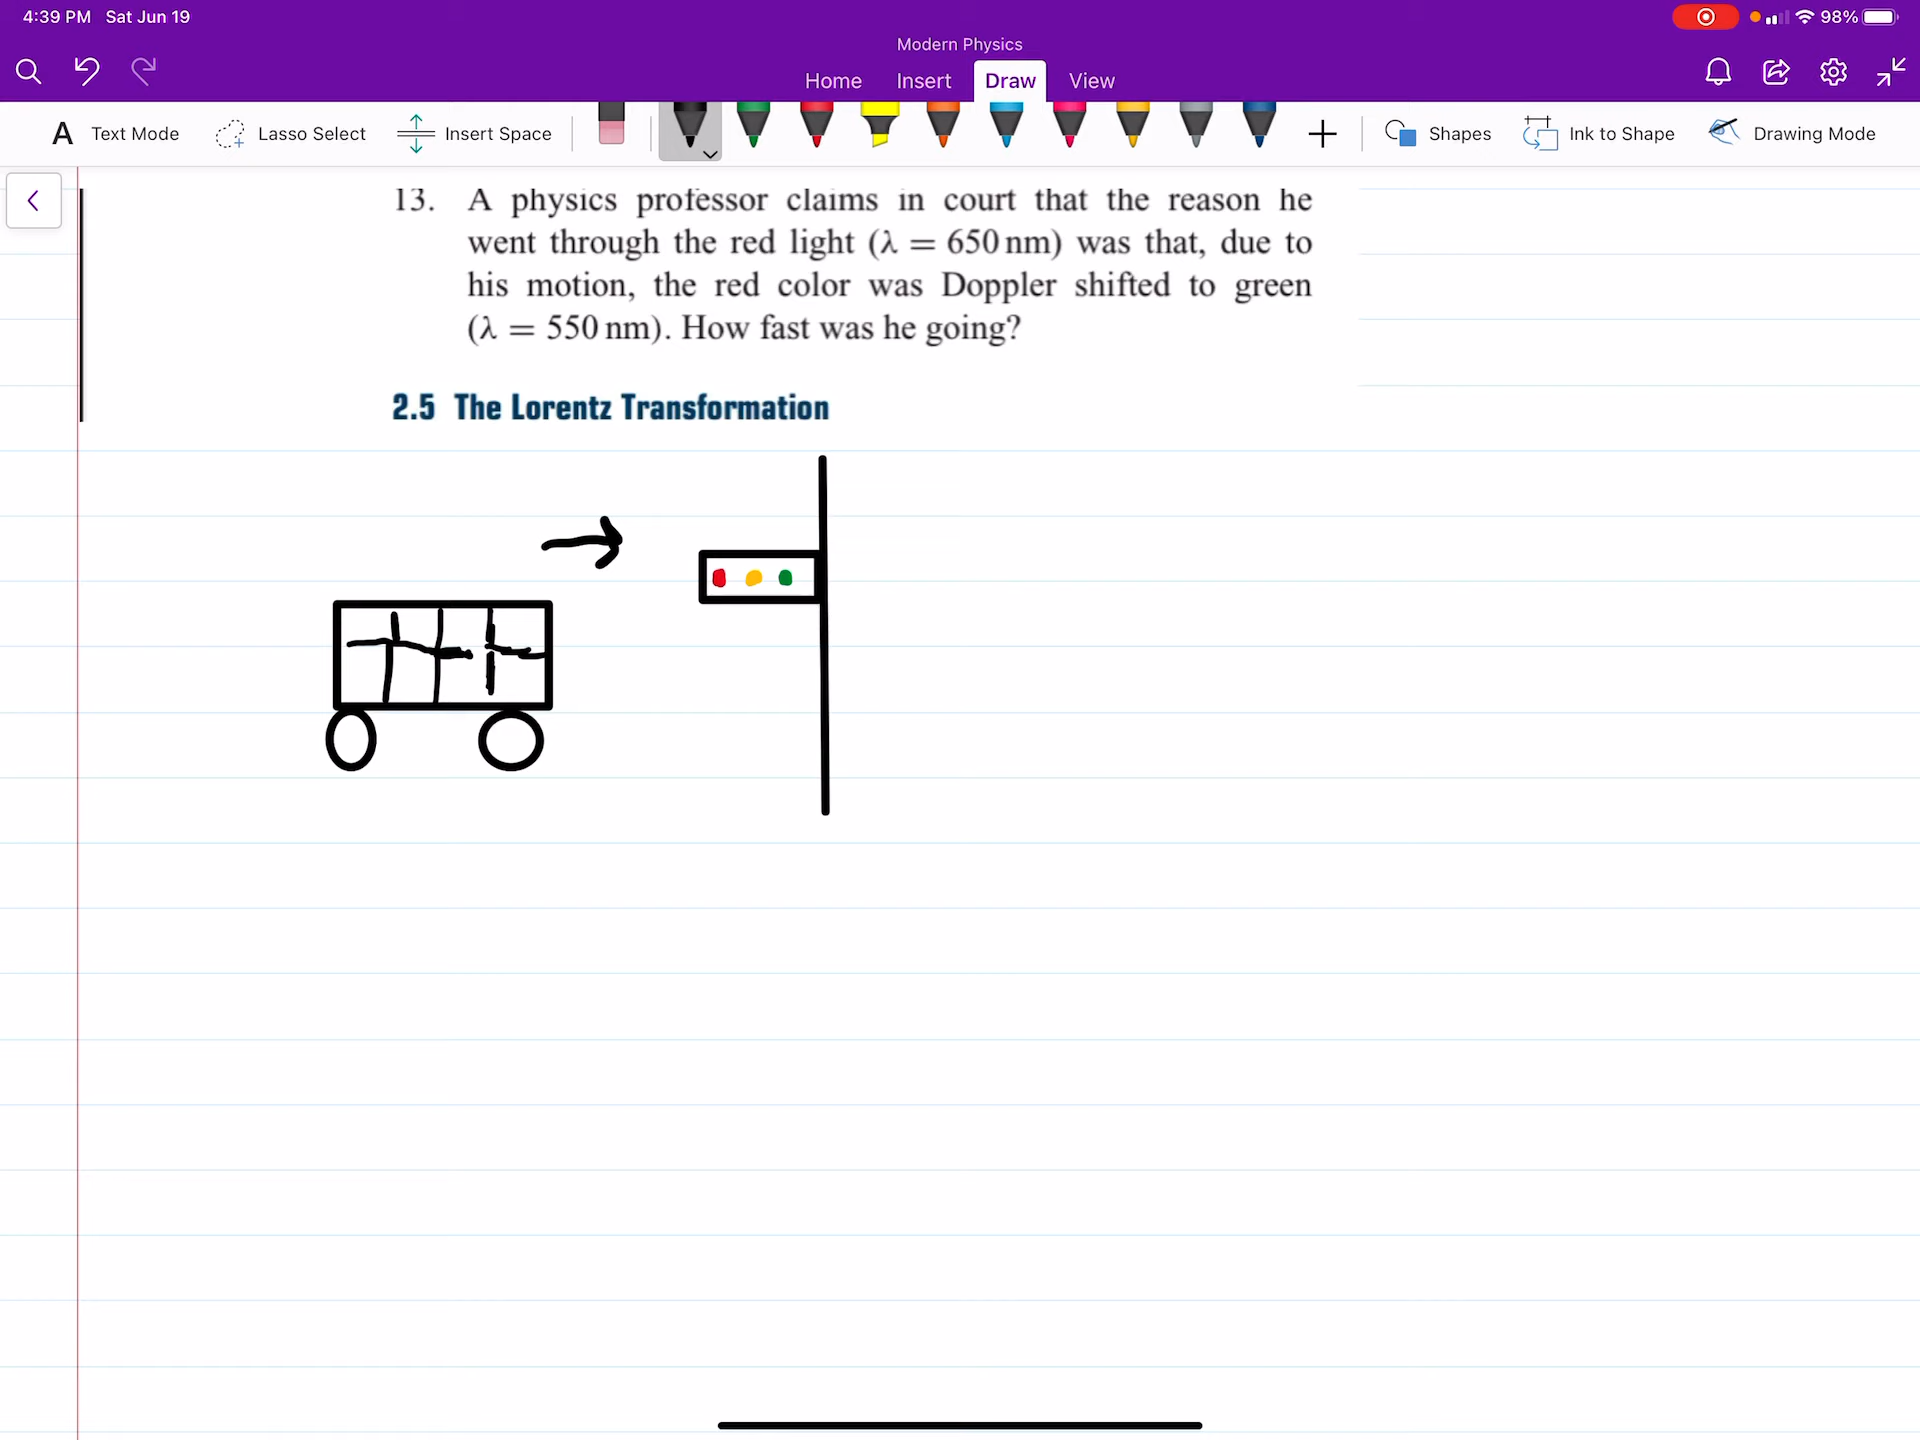 4:39 PM Sat Jun 19
98%
Modern Physics
Home Insert Draw View
A Text Mode Lasso Select Insert Space Shapes Ink to Shape Drawing Mode
13. A physics professor claims in court that the reason he
went through the red light (λ = 650 nm) was that, due to
his motion, the red color was Doppler shifted to green
(λ = 550 nm). How fast was he going?
2.5 The Lorentz Transformation